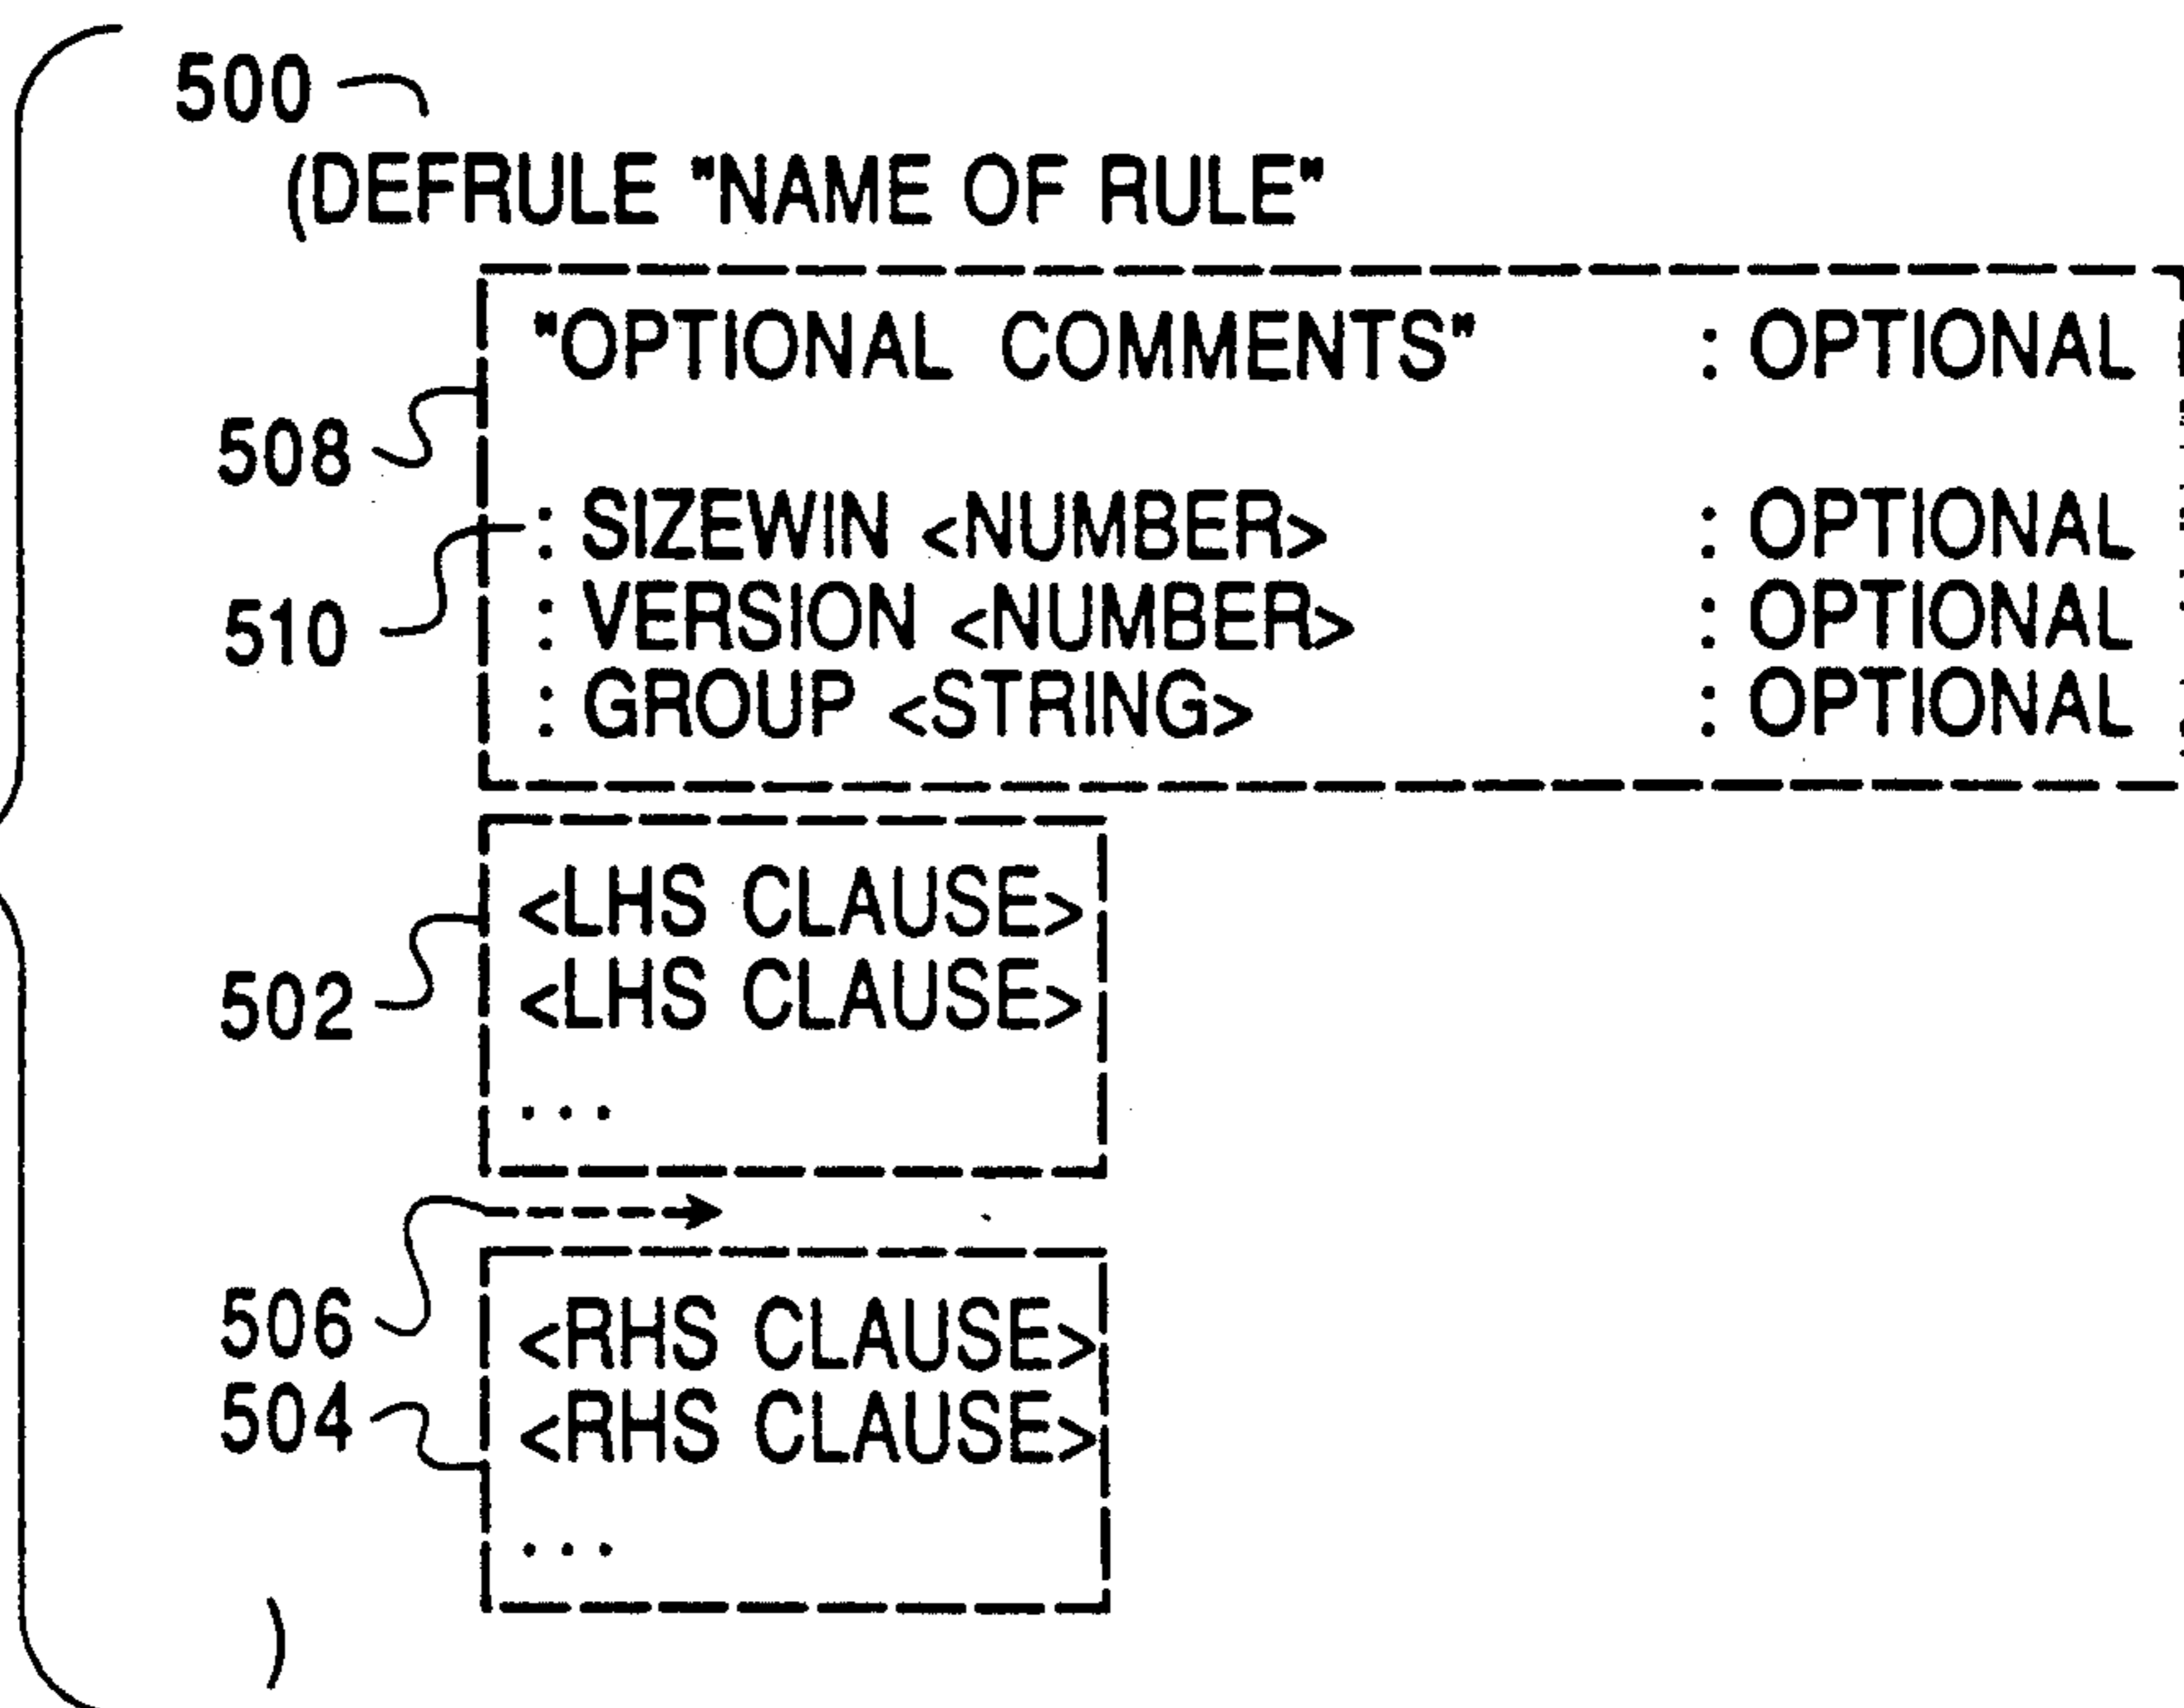 500
(DEFRULE "NAME OF RULE"
"OPTIONAL COMMENTS" : OPTIONAL
508
: SIZEWIN <NUMBER> : OPTIONAL
510 : VERSION <NUMBER> : OPTIONAL
: GROUP <STRING> : OPTIONAL
<LHS CLAUSE>
502 <LHS CLAUSE>
...
506 <RHS CLAUSE>
504 <RHS CLAUSE>
...
)